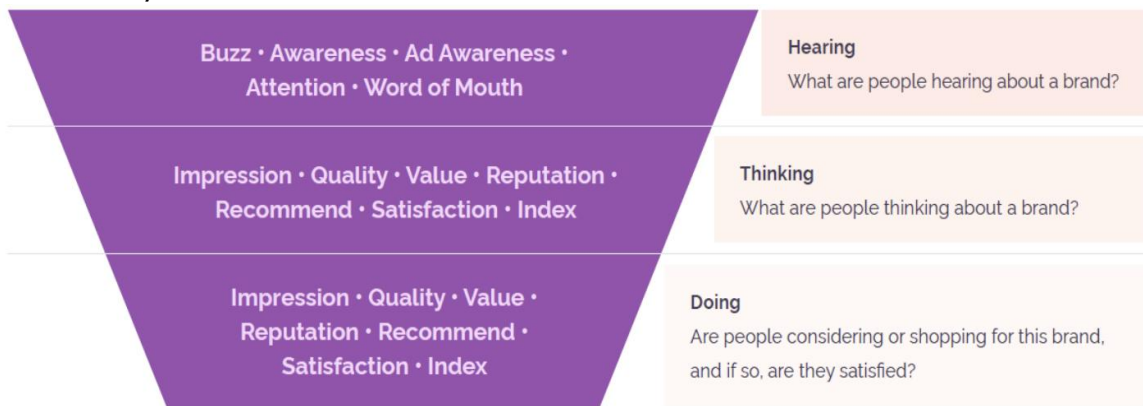 Buzz • Awareness • Ad Awareness •
Attention • Word of Mouth
Hearing
What are people hearing about a brand?
Impression • Quality • Value • Reputation •
Recommend • Satisfaction • Index
Thinking
What are people thinking about a brand?
Impression • Quality • Value •
Reputation • Recommend •
Satisfaction • Index
Doing
Are people considering or shopping for this brand,
and if so, are they satisfied?